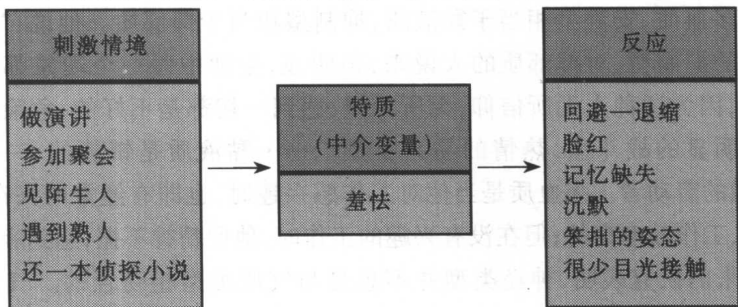 刺激情境
做演讲
参加聚会
见陌生人
遇到熟人
还一本侦探小说
特质
(中介变量)
羞怯
反应
回避—退缩
脸红
记忆缺失
沉默
笨拙的姿态
很少目光接触